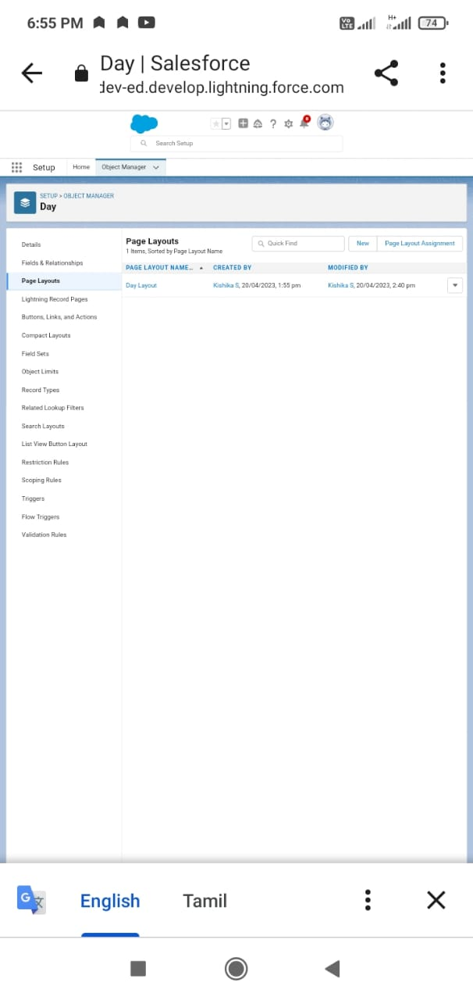 6:55 PM
Vo LTE
H+
74
Day | Salesforce
dev-ed.develop.lightning.force.com
8
Search Setup
Setup
Home
Object Manager
SETUP > OBJECT MANAGER
Day
Details
Fields & Relationships
Page Layouts
Lightning Record Pages
Buttons, Links, and Actions
Compact Layouts
Field Sets
Object Limits
Record Types
Related Lookup Filters
Search Layouts
List View Button Layout
Restriction Rules
Scoping Rules
Triggers
Flow Triggers
Validation Rules
Page Layouts
1 Items, Sorted by Page Layout Name
Quick Find
New
Page Layout Assignment
PAGE LAYOUT NAME... CREATED BY MODIFIED BY
Day Layout Kishika S, 20/04/2023, 1:55 pm Kishika S, 20/04/2023, 2:40 pm
G 文
English
Tamil